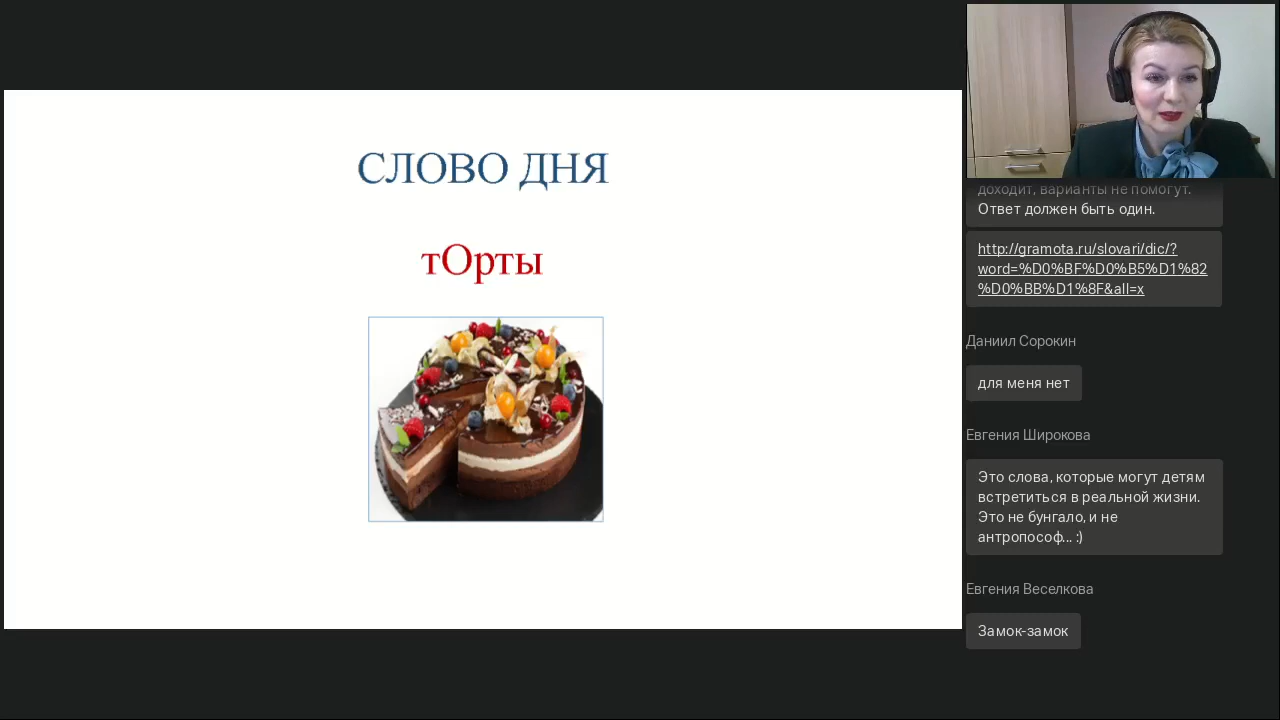 СЛОВО ДНЯ
тОрты
доходит, варианты не помогут.
Ответ должен быть один.
http://gramota.ru/slovari/dic/?
word=%D0%BF%D0%B5%D1%82
%D0%BB%D1%8F&all=x
Даниил Сорокин
для меня нет
Евгения Широкова
Это слова, которые могут детям
встретиться в реальной жизни.
Это не бунгало, и не
антропософ... :)
Евгения Веселкова
Замок-замок